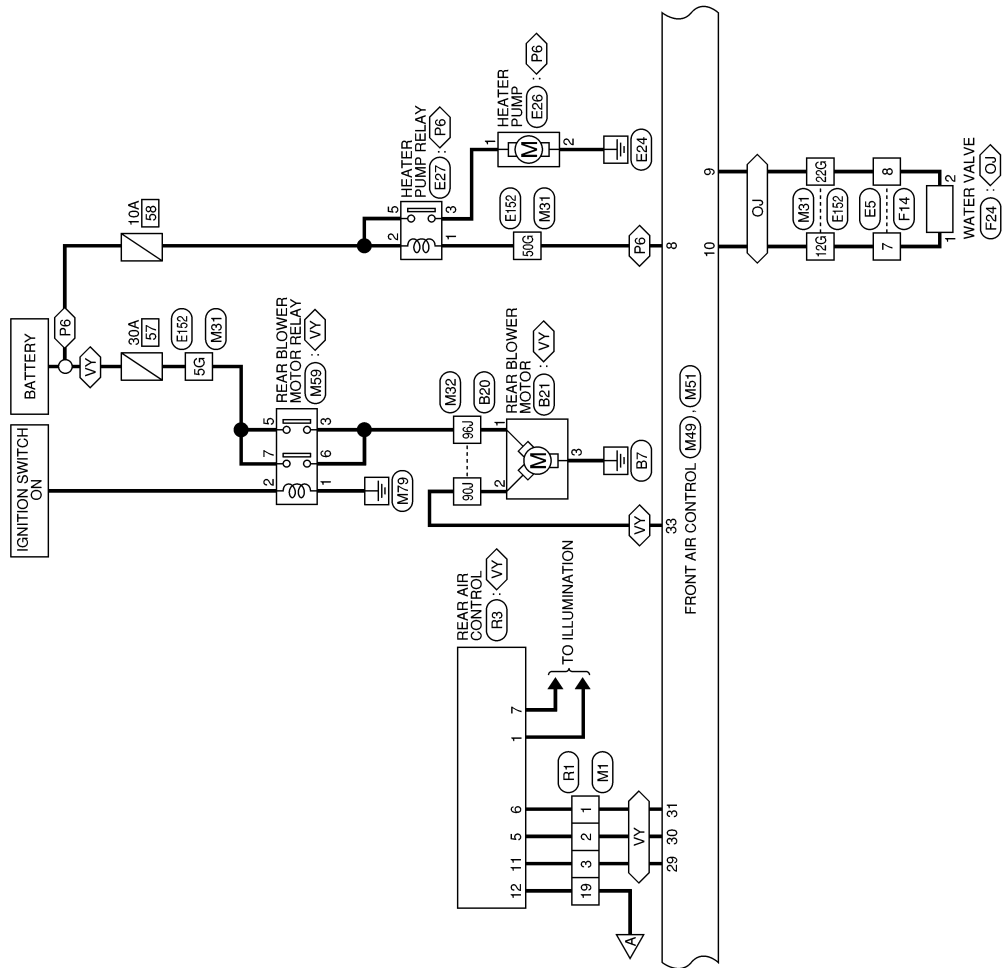 IGNITION SWITCH
ON
BATTERY
P6
VY
30A
57
10A
58
E152
M31
5G
REAR BLOWER
MOTOR RELAY
M59 : VY
2
7
5
1
6
3
M79
HEATER
PUMP RELAY
E27 : P6
2
5
1
3
HEATER
PUMP
E26 : P6
1
M
2
E24
E152
M31
50G
P6
8
M32
B20
90J
96J
REAR BLOWER
MOTOR
B21 : VY
2
1
M
3
B7
VY
33
REAR AIR
CONTROL
R3 : VY
TO ILLUMINATION
12
11
5
6
1
7
R1
M1
19
3
2
1
A
VY
29
30
31
FRONT AIR CONTROL M49 , M51
10
9
OJ
12G
22G
M31
E152
7
8
E5
F14
1
2
WATER VALVE
F24 : OJ